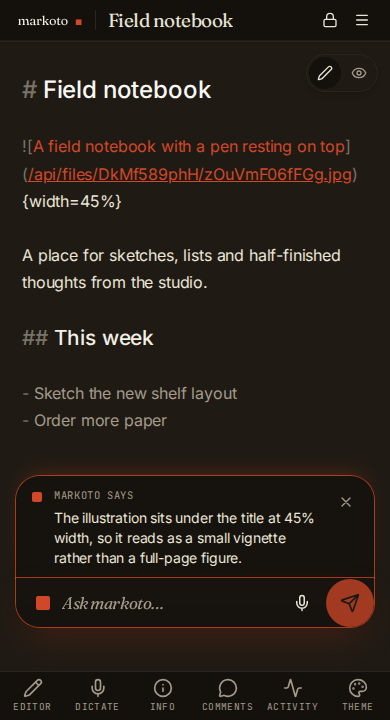 markoto
Field notebook
# Field notebook
![A field notebook with a pen resting on top]
(/api/files/DkMf589phH/zOuVmF06fFGg.jpg)
{width=45%}
A place for sketches, lists and half-finished
thoughts from the studio.
## This week
- Sketch the new shelf layout
- Order more paper
MARKOTO SAYS
The illustration sits under the title at 45%
width, so it reads as a small vignette
rather than a full-page figure.
Ask markoto...
EDITOR
DICTATE
INFO
COMMENTS
ACTIVITY
THEME